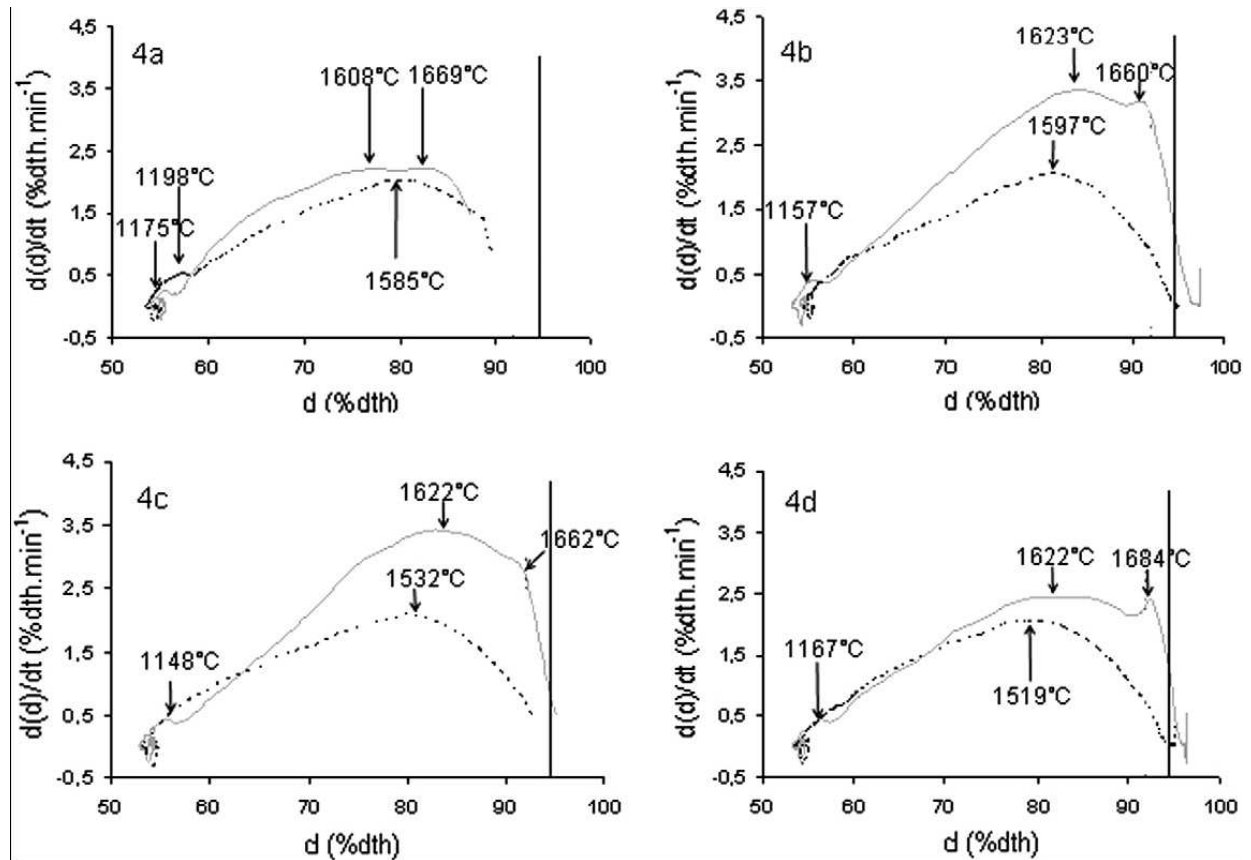 4a
d(d)/dt (%dth.min⁻¹)
4,5
3,5
2,5
1,5
0,5
-0,5
1608°C
1669°C
1198°C
1175°C
1585°C
50
60
70
80
90
100
d (%dth)
4b
d(d)/dt (%dth.min⁻¹)
4,5
3,5
2,5
1,5
0,5
-0,5
1623°C
1660°C
1597°C
1157°C
50
60
70
80
90
100
d (%dth)
4c
d(d)/dt (%dth.min⁻¹)
4,5
3,5
2,5
1,5
0,5
-0,5
1622°C
1662°C
1532°C
1148°C
50
60
70
80
90
100
d (%dth)
4d
d(d)/dt (%dth.min⁻¹)
4,5
3,5
2,5
1,5
0,5
-0,5
1622°C
1684°C
1167°C
1519°C
50
60
70
80
90
100
d (%dth)